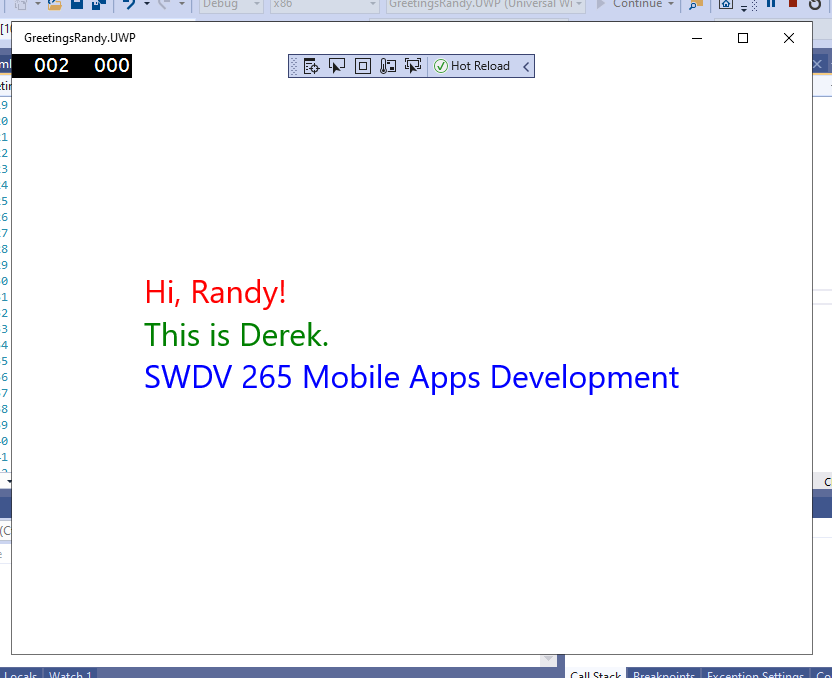 Debug x86 GreetingsRandy.UWP (Universal Wi Continue
GreetingsRandy.UWP
002 000
Hot Reload
Hi, Randy!
This is Derek.
SWDV 265 Mobile Apps Development
Locals Watch 1 Call Stack Breakpoints Exception Settings Co